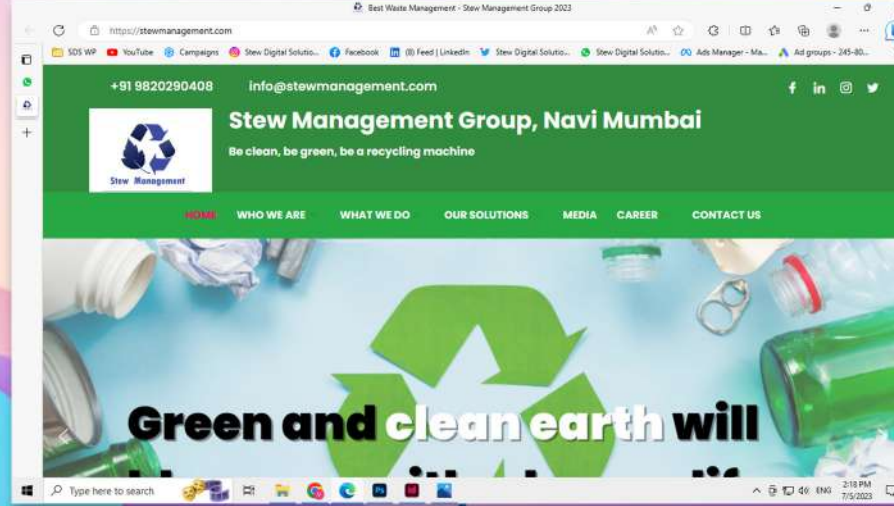 Best Waste Management - Stew Management Group 2023
https://stewmanagement.com
SDS WP YouTube Campaigns Stew Digital Solutio... Facebook (8) Feed | LinkedIn Stew Digital Solutio... Stew Digital Solutio... Ads Manager - Ma... Ad groups - 245-80...
+91 9820290408 info@stewmanagement.com
Stew Management Group, Navi Mumbai
Be clean, be green, be a recycling machine
Stew Management
HOME WHO WE ARE WHAT WE DO OUR SOLUTIONS MEDIA CAREER CONTACT US
Green and clean earth will
Type here to search
ENG 2:18 PM
7/5/2023